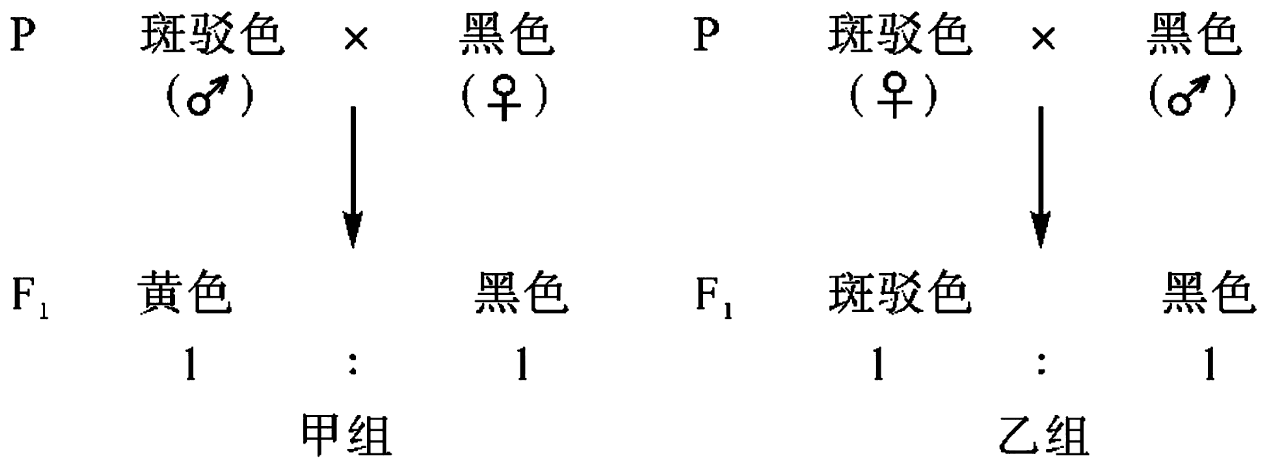 P 斑驳色 × 黑色 P 斑驳色 × 黑色
(♂) (♀) (♀) (♂)
F₁ 黄色 黑色 F₁ 斑驳色 黑色
1 : 1 1 : 1
甲组 乙组